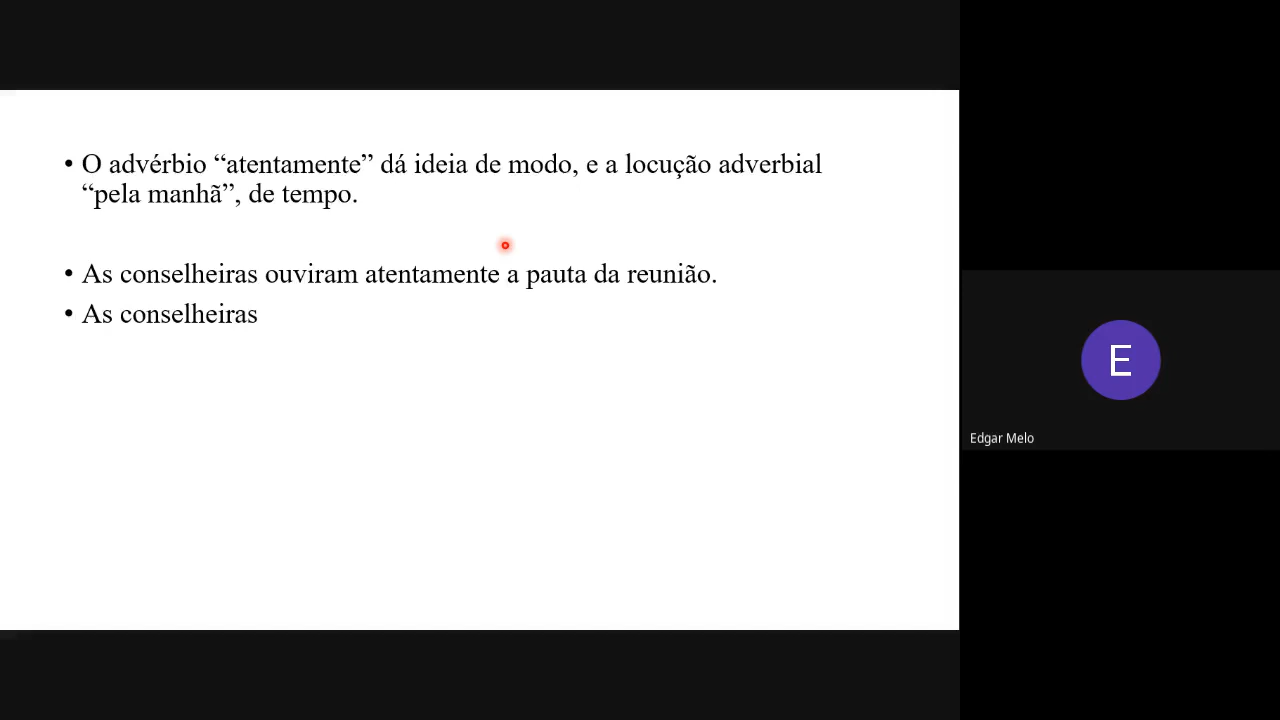 • O advérbio “atentamente” dá ideia de modo, e a locução adverbial
“pela manhã”, de tempo.
• As conselheiras ouviram atentamente a pauta da reunião.
• As conselheiras
E
Edgar Melo